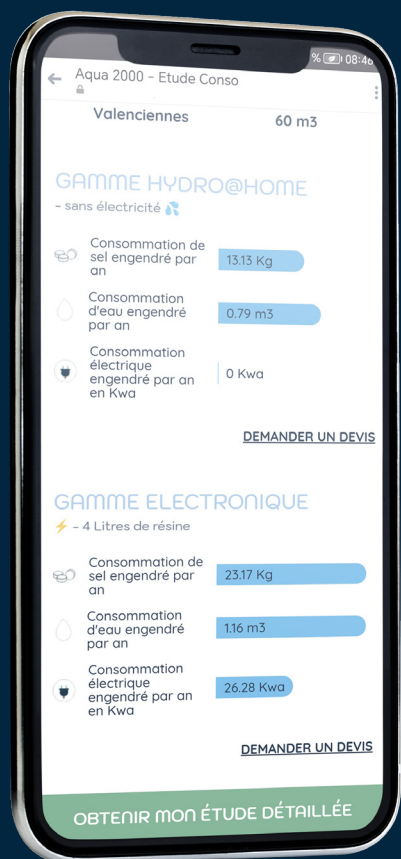 % 08:46
Aqua 2000 - Etude Conso
Valenciennes 60 m3
GAMME HYDRO@HOME
- sans électricité
Consommation de
sel engendré par
an
13.13 Kg
Consommation
d'eau engendré
par an
0.79 m3
Consommation
électrique
engendré par an
en Kwa
0 Kwa
DEMANDER UN DEVIS
GAMME ELECTRONIQUE
- 4 Litres de résine
Consommation de
sel engendré par
an
23.17 Kg
Consommation
d'eau engendré
par an
1.16 m3
Consommation
électrique
engendré par an
en Kwa
26.28 Kwa
DEMANDER UN DEVIS
OBTENIR MON ÉTUDE DÉTAILLÉE